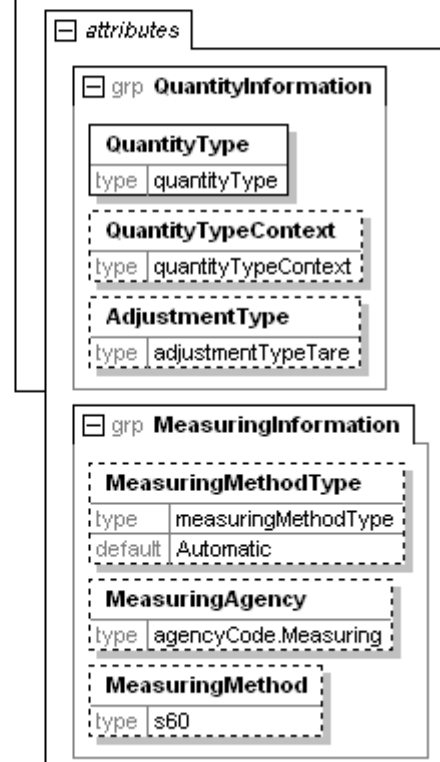 attributes
grp QuantityInformation
QuantityType
type quantityType
QuantityTypeContext
type quantityTypeContext
AdjustmentType
type adjustmentTypeTare
grp MeasuringInformation
MeasuringMethodType
type measuringMethodType
default Automatic
MeasuringAgency
type agencyCode.Measuring
MeasuringMethod
type s60